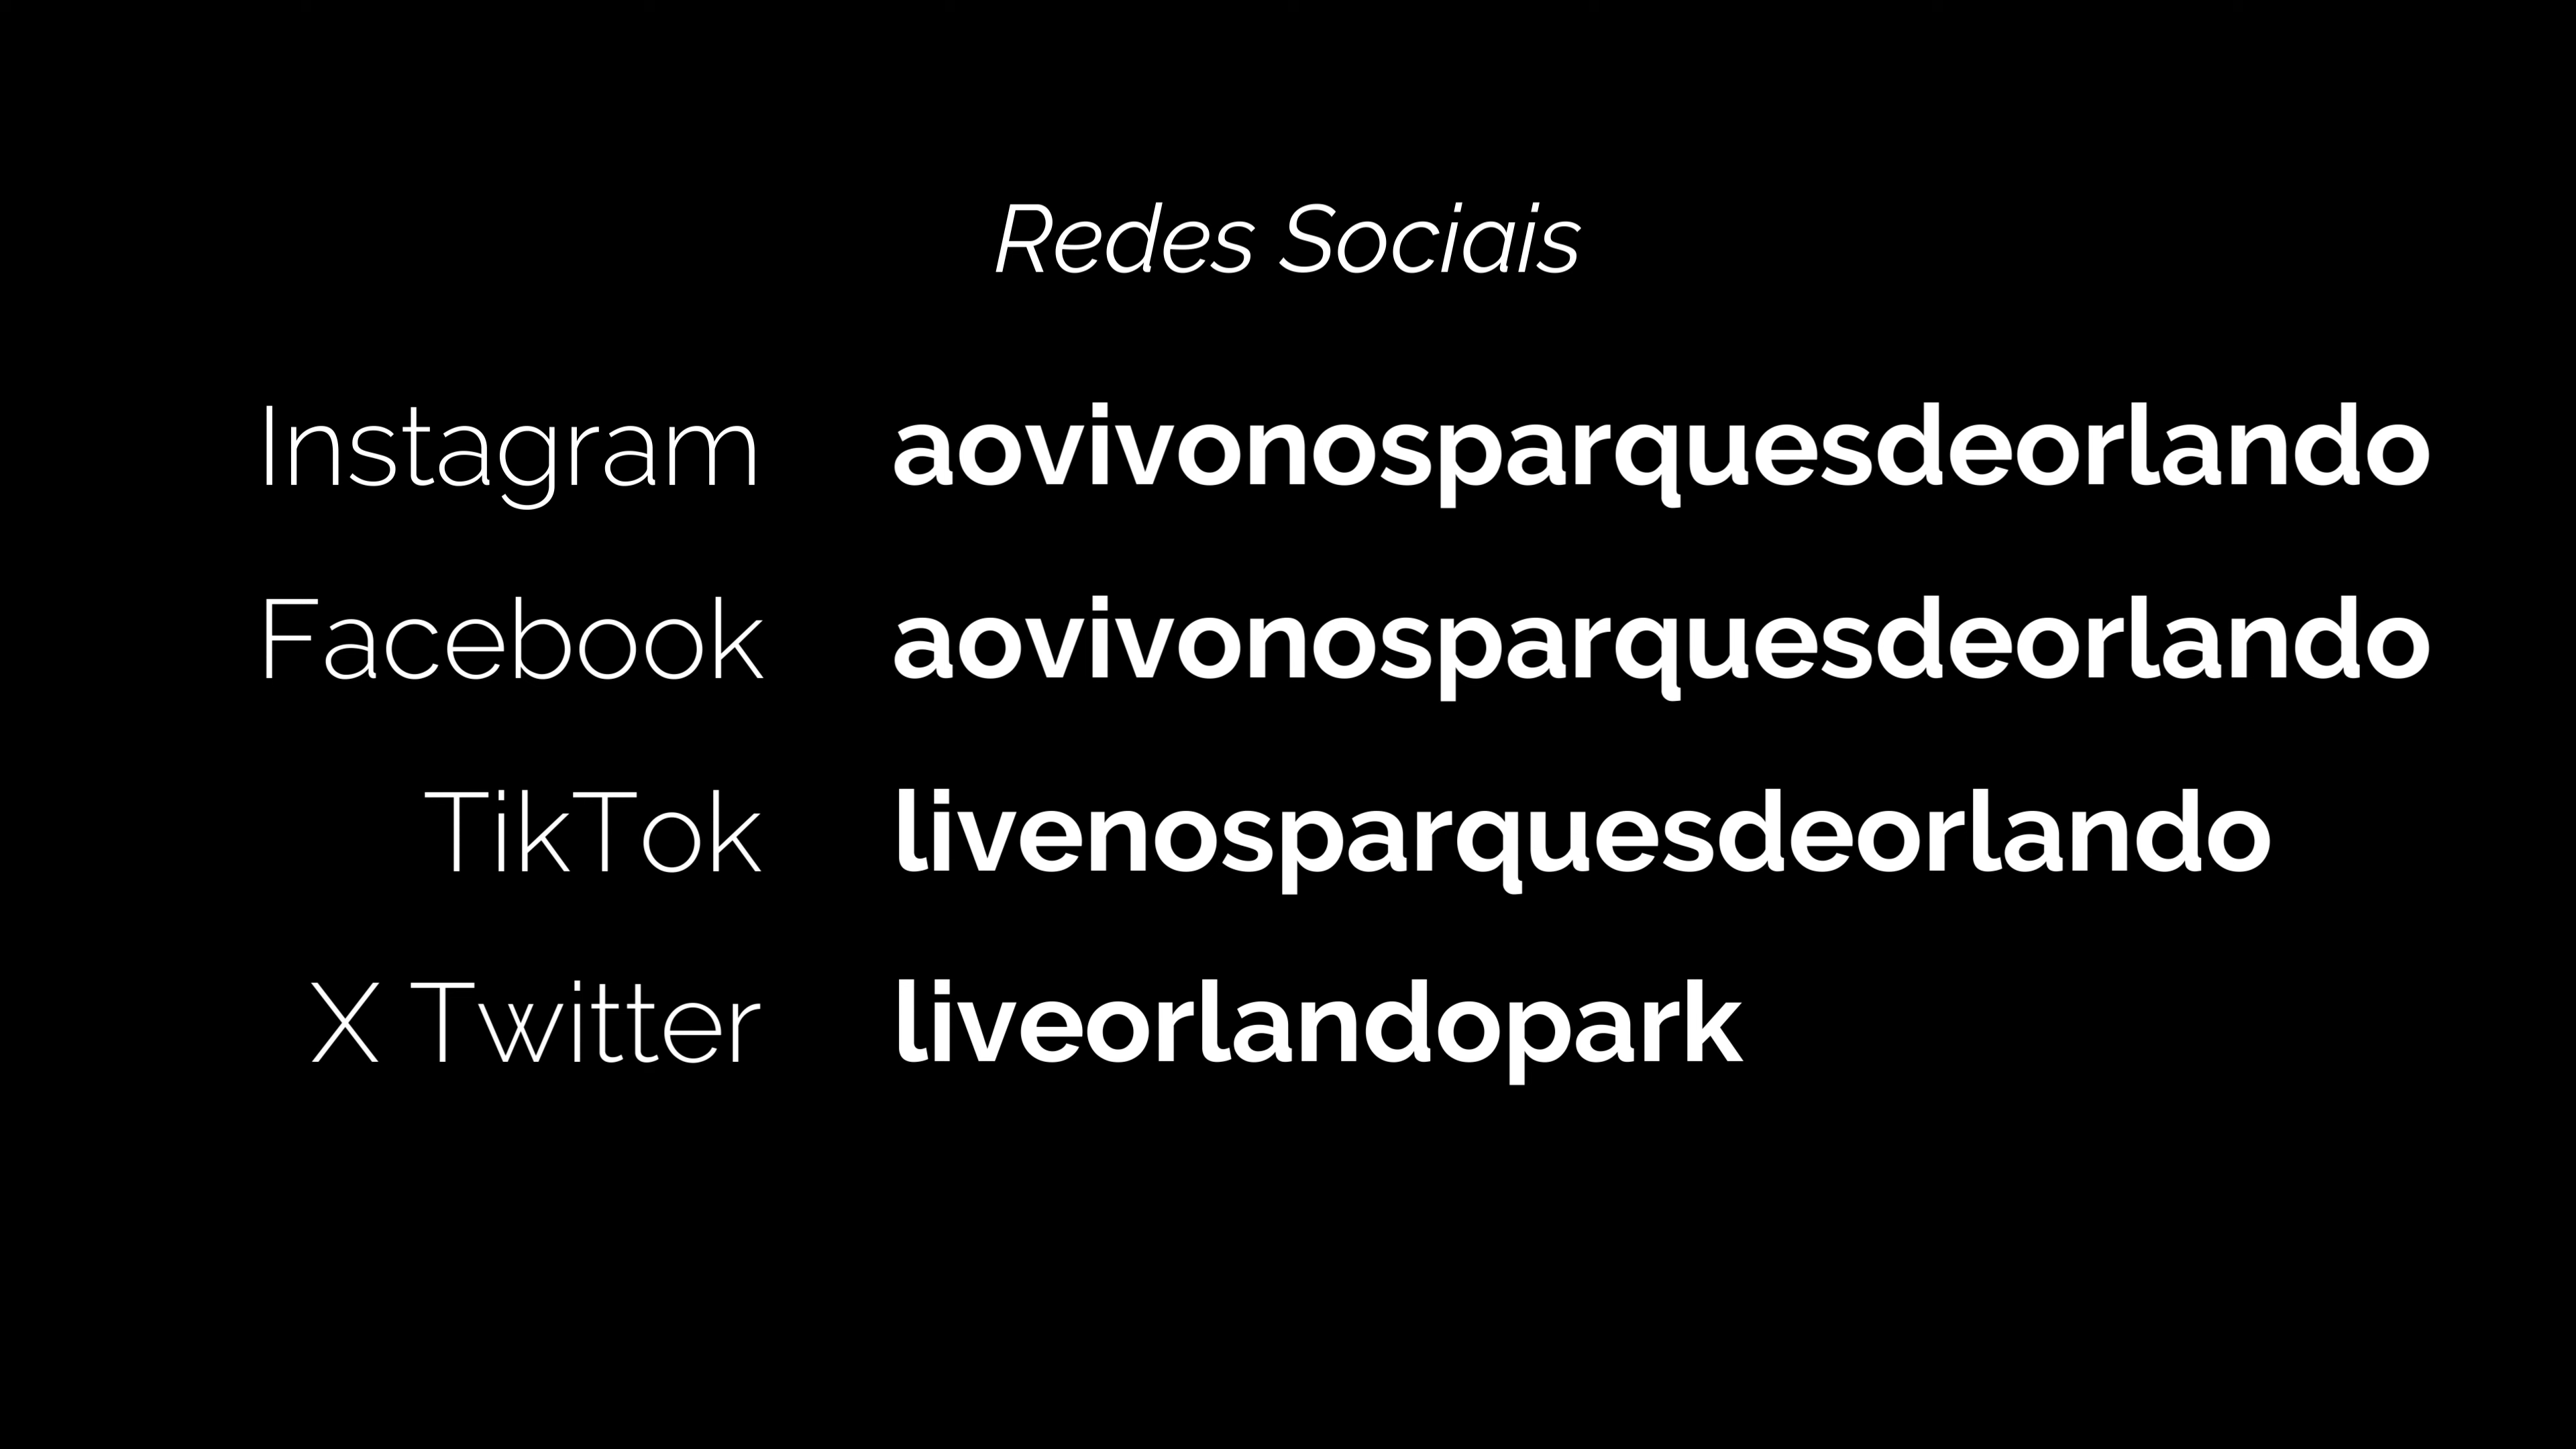 Redes Sociais
Instagram aovivonosparquesdeorlando
Facebook aovivonosparquesdeorlando
TikTok livenosparquesdeorlando
X Twitter liveorlandopark